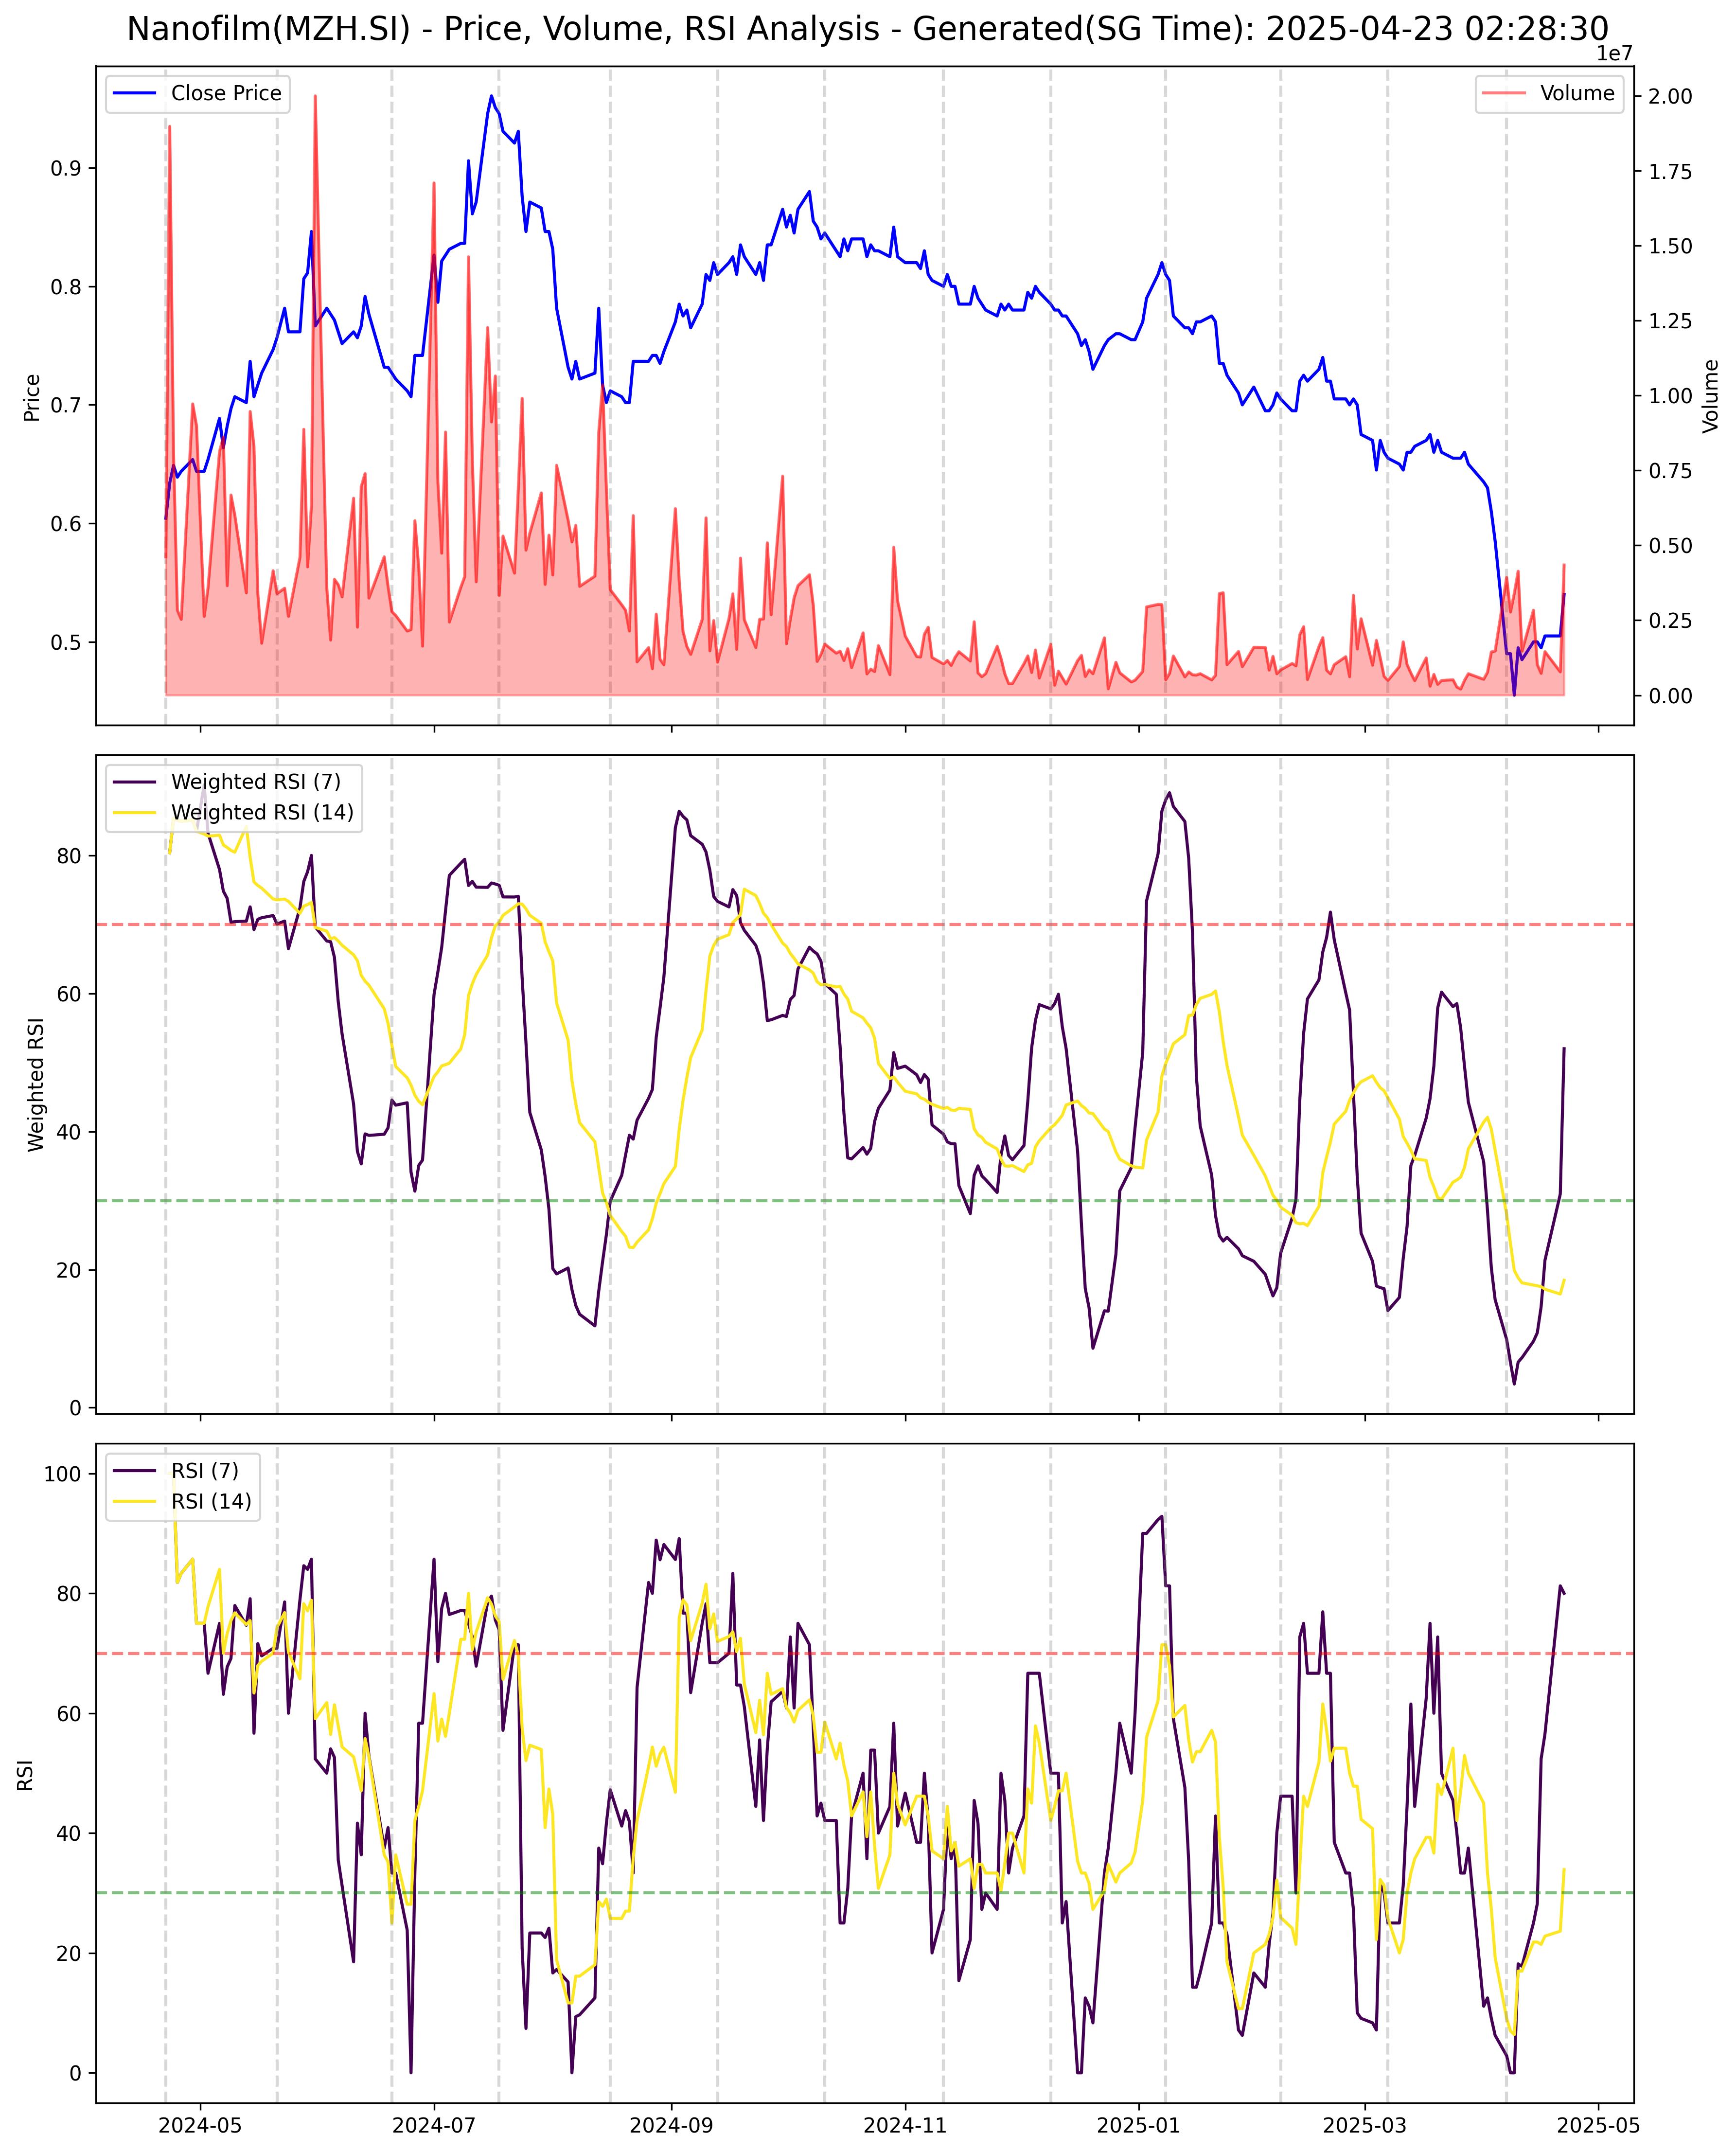 Nanofilm(MZH.SI) - Price, Volume, RSI Analysis - Generated(SG Time): 2025-04-23 02:28:30
1e7
Close Price
Volume
2.00
1.75
1.50
1.25
1.00
0.75
0.50
0.25
0.00
0.9
0.8
0.7
0.6
0.5
Price
Volume
Weighted RSI (7)
Weighted RSI (14)
80
60
40
20
0
Weighted RSI
RSI (7)
RSI (14)
100
80
60
40
20
0
RSI
2024-05
2024-07
2024-09
2024-11
2025-01
2025-03
2025-05